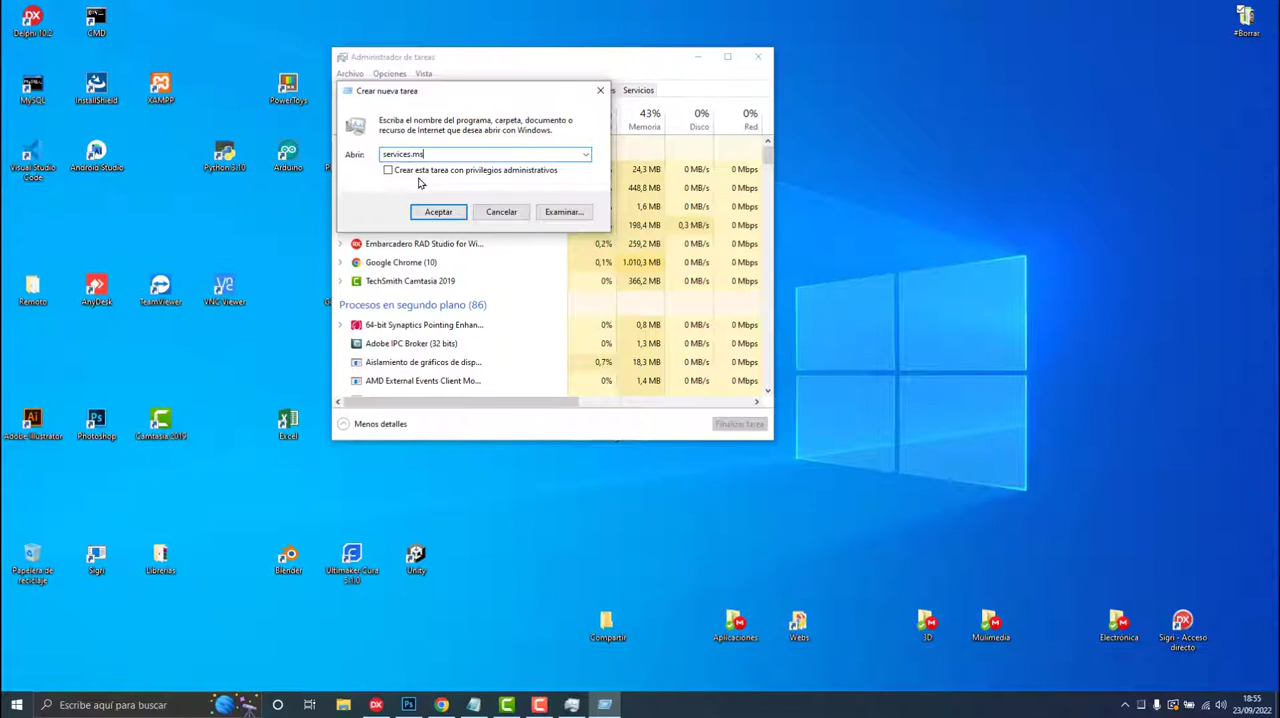 Delphi 10.2
CMD
#Borrar
MySQL
InstallShield
XAMPP
PowerToys
Visual Studio
Code
Android Studio
Python 3.10
Arduino
Remoto
AnyDesk
TeamViewer
VNC Viewer
Adobe Illustrator
Photoshop
Camtasia 2019
Excel
Papelera de
reciclaje
Sign
Librerias
Blender
Ultimaker Cura
5.1.0
Unity
Compartir
Aplicaciones
Webs
3D
Mulimedia
Electrónica
Sign - Acceso
directo
Administrador de tareas
Archivo Opciones Vista
Servicios
43% 0% 0%
Memoria Disco Red
Crear nueva tarea
Escriba el nombre del programa, carpeta, documento o
recurso de Internet que desea abrir con Windows.
Abrir: services.ms
Crear esta tarea con privilegios administrativos
Aceptar Cancelar Examinar...
24,3 MB 0 MB/s 0 Mbps
448,8 MB 0 MB/s 0 Mbps
1,6 MB 0 MB/s 0 Mbps
198,4 MB 0,3 MB/s 0 Mbps
Embarcadero RAD Studio for Wi... 0,2% 259,2 MB 0 MB/s 0 Mbps
Google Chrome (10) 0,1% 1.010,3 MB 0 MB/s 0 Mbps
TechSmith Camtasia 2019 0% 366,2 MB 0 MB/s 0 Mbps
Procesos en segundo plano (86)
64-bit Synaptics Pointing Enhan... 0% 0,8 MB 0 MB/s 0 Mbps
Adobe IPC Broker (32 bits) 0% 1,3 MB 0 MB/s 0 Mbps
Aislamiento de gráficos de disp... 0,7% 18,3 MB 0 MB/s 0 Mbps
AMD External Events Client Mo... 0% 1,4 MB 0 MB/s 0 Mbps
Menos detalles
Finalizar tarea
Escribe aquí para buscar
18:55
23/09/2022